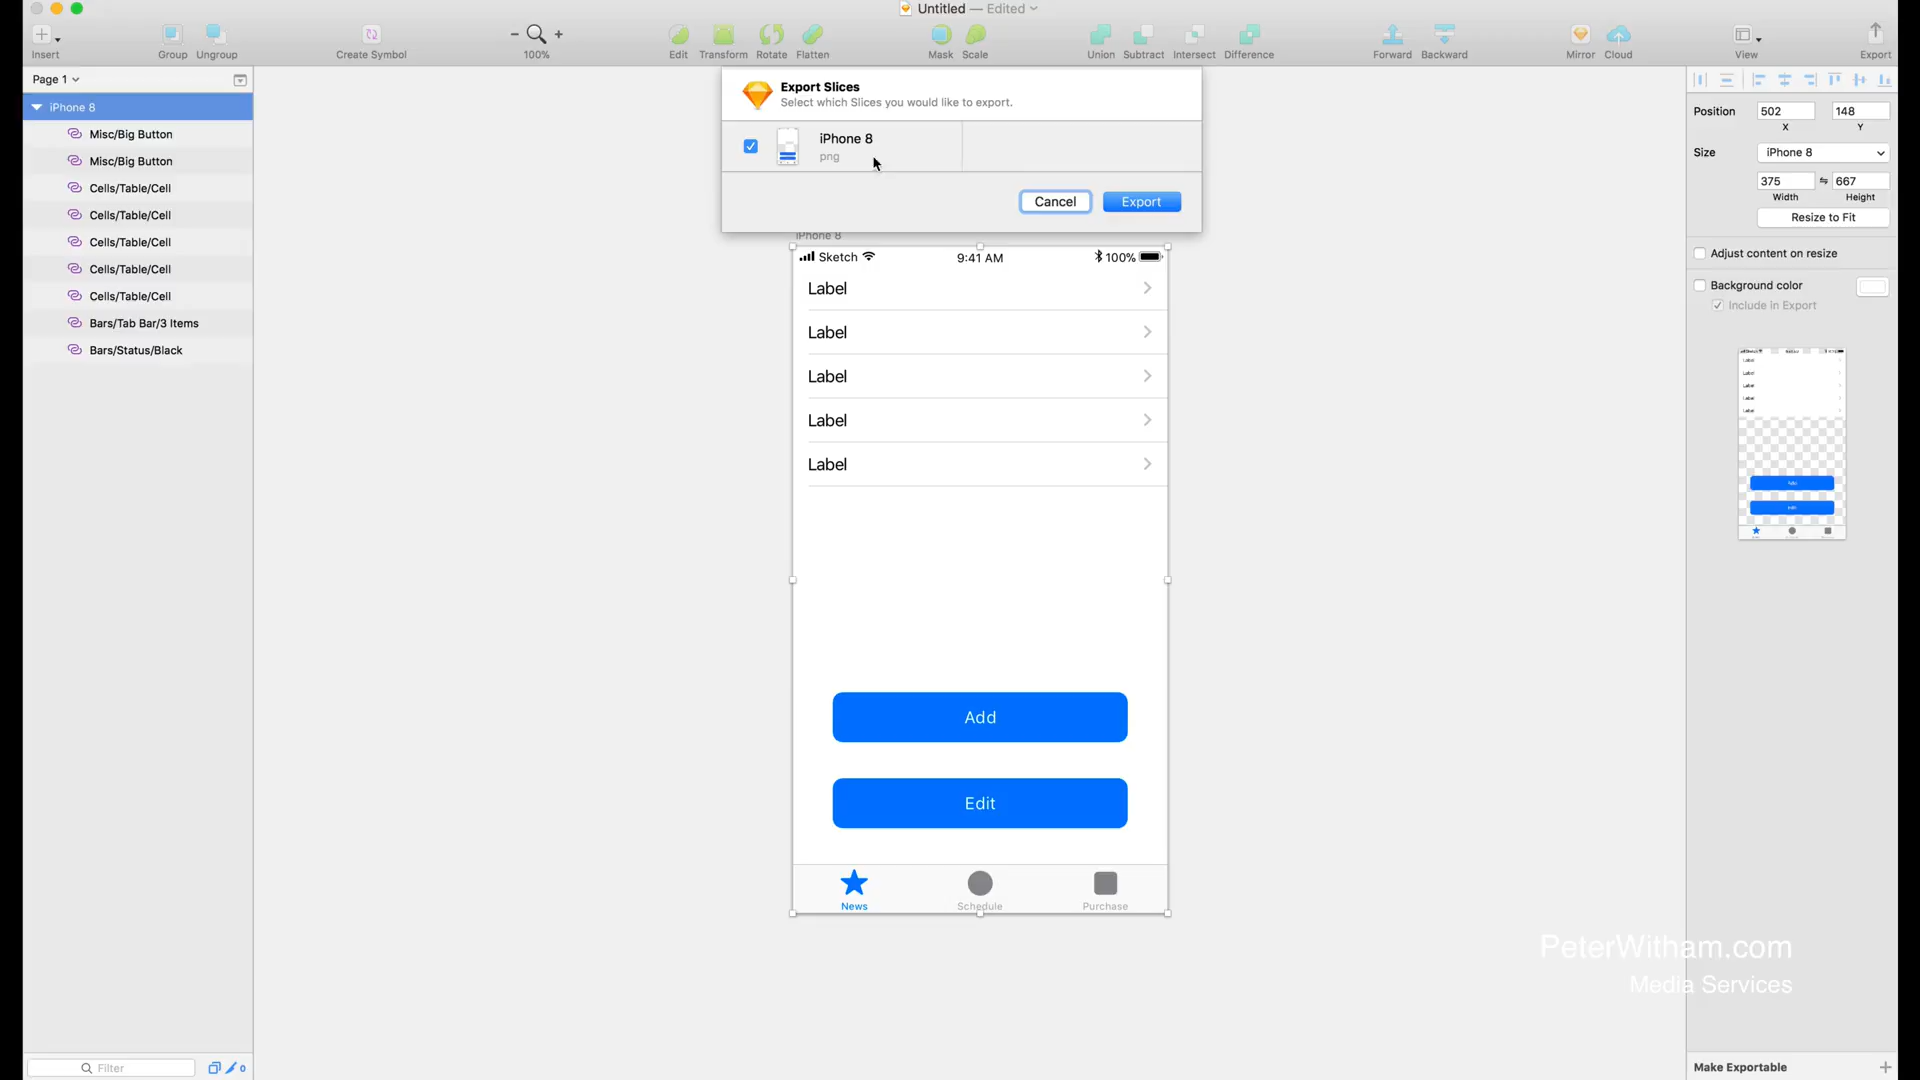 Untitled — Edited
Insert
Group
Ungroup
Create Symbol
100%
Edit
Transform
Rotate
Flatten
Mask
Scale
Union
Subtract
Intersect
Difference
Forward
Backward
Mirror
Cloud
View
Export
Page 1
iPhone 8
Misc/Big Button
Misc/Big Button
Cells/Table/Cell
Cells/Table/Cell
Cells/Table/Cell
Cells/Table/Cell
Cells/Table/Cell
Bars/Tab Bar/3 Items
Bars/Status/Black
Filter
0
Export Slices
Select which Slices you would like to export.
iPhone 8
png
Cancel
Export
iPhone 8
Sketch
9:41 AM
100%
Label
Label
Label
Label
Label
Add
Edit
News
Schedule
Purchase
Position
502
148
X
Y
Size
iPhone 8
375
667
Width
Height
Resize to Fit
Adjust content on resize
Background color
Include in Export
PeterWitham.com
Media Services
Make Exportable